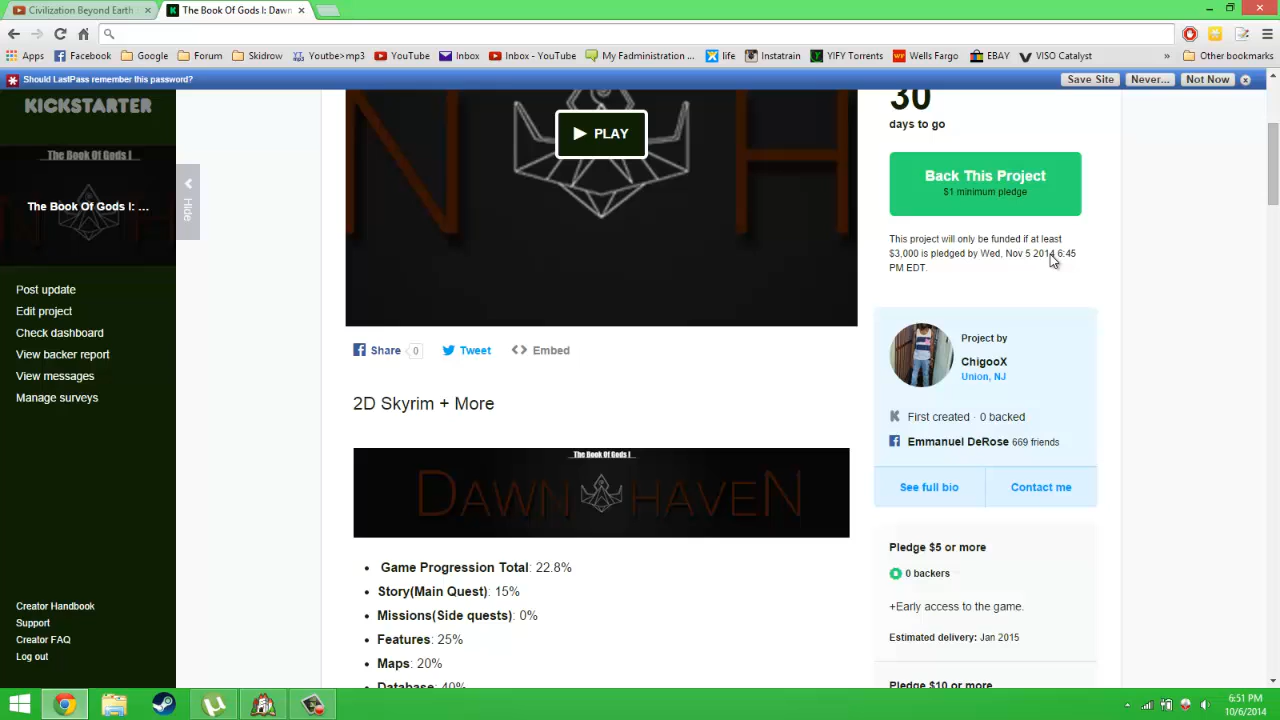 Civilization Beyond Earth
The Book Of Gods I: Dawn
Apps
Facebook
Google
Forum
Skidrow
Youtbe>mp3
YouTube
Inbox
Inbox - YouTube
My Fadministration ...
life
Instatrain
YIFY Torrents
Wells Fargo
EBAY
VISO Catalyst
»
Other bookmarks
Should LastPass remember this password?
Save Site
Never...
Not Now
KICKSTARTER
The Book Of Gods I
The Book Of Gods I: ...
Hide
Post update
Edit project
Check dashboard
View backer report
View messages
Manage surveys
Creator Handbook
Support
Creator FAQ
Log out
PLAY
Share 0
Tweet
Embed
2D Skyrim + More
The Book Of Gods I
DAWN HAVEN
Game Progression Total: 22.8%
Story(Main Quest): 15%
Missions(Side quests): 0%
Features: 25%
Maps: 20%
Database: 40%
30
days to go
Back This Project
$1 minimum pledge
This project will only be funded if at least
$3,000 is pledged by Wed, Nov 5 2014 6:45
PM EDT.
Project by
ChigooX
Union, NJ
First created · 0 backed
Emmanuel DeRose 669 friends
See full bio
Contact me
Pledge $5 or more
0 backers
+Early access to the game.
Estimated delivery: Jan 2015
Pledge $10 or more
6:51 PM
10/6/2014